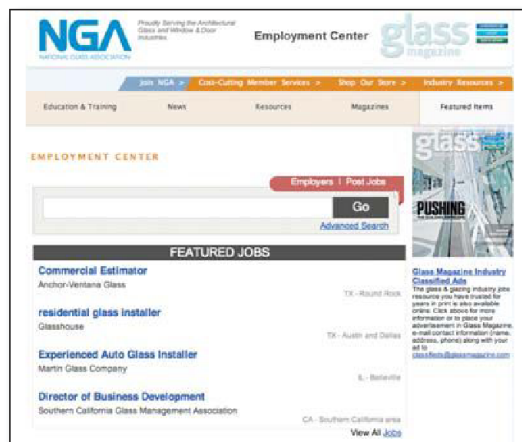 NGA
NATIONAL GLASS ASSOCIATION
Proudly Serving the Architectural
Glass and Window & Door
Industries
Employment Center
glass
magazine
Join NGA > Cost-Cutting Member Services > Shop Our Store > Industry Resources >
Education & Training News Resources Magazines Featured Items
EMPLOYMENT CENTER
Employers | Post Jobs
Go
Advanced Search
FEATURED JOBS
Commercial Estimator
Anchor-Ventana Glass
TX - Round Rock
residential glass installer
Glasshouse
TX - Austin and Dallas
Experienced Auto Glass Installer
Martin Glass Company
IL - Belleville
Director of Business Development
Southern California Glass Management Association
CA - Southern California area
View All Jobs
glass
PUSHING
Glass Magazine Industry
Classified Ads
The glass & glazing industry jobs
resource you have trusted for
years in print is also available
online. Click above for more
information or to place your
advertisement in Glass Magazine,
e-mail contact information (name,
address, phone) along with your
ad to
classifieds@glassmagazine.com